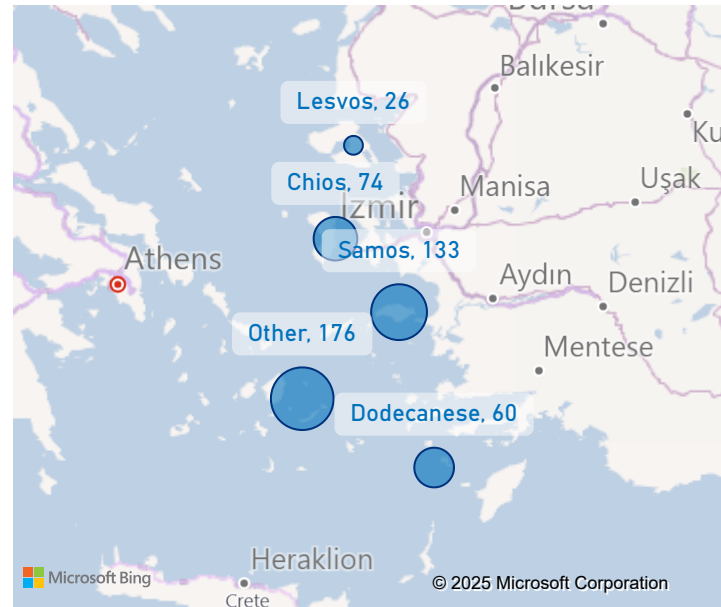 Bursa
Balıkesir
Lesvos, 26
Ku
Chios, 74
Uşak
Manisa
Izmir
Samos, 133
Athens
Aydın
Denizli
Other, 176
Mentese
Dodecanese, 60
Heraklion
Microsoft Bing
© 2025 Microsoft Corporation
Crete